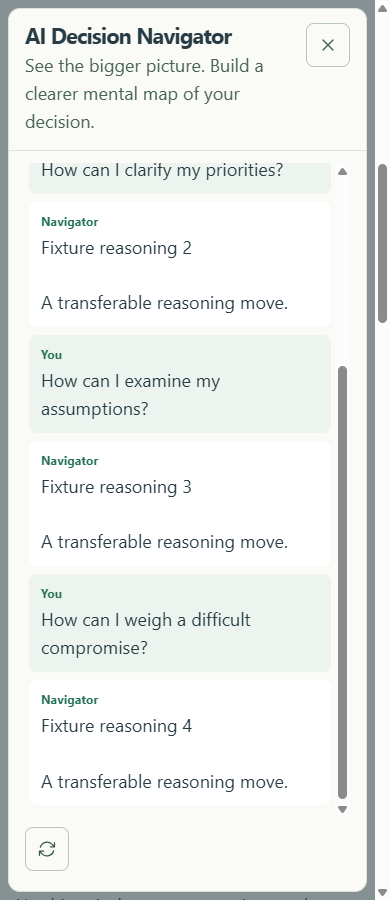 AI Decision Navigator
See the bigger picture. Build a
clearer mental map of your
decision.
How can I clarify my priorities?
Navigator
Fixture reasoning 2
A transferable reasoning move.
You
How can I examine my
assumptions?
Navigator
Fixture reasoning 3
A transferable reasoning move.
You
How can I weigh a difficult
compromise?
Navigator
Fixture reasoning 4
A transferable reasoning move.